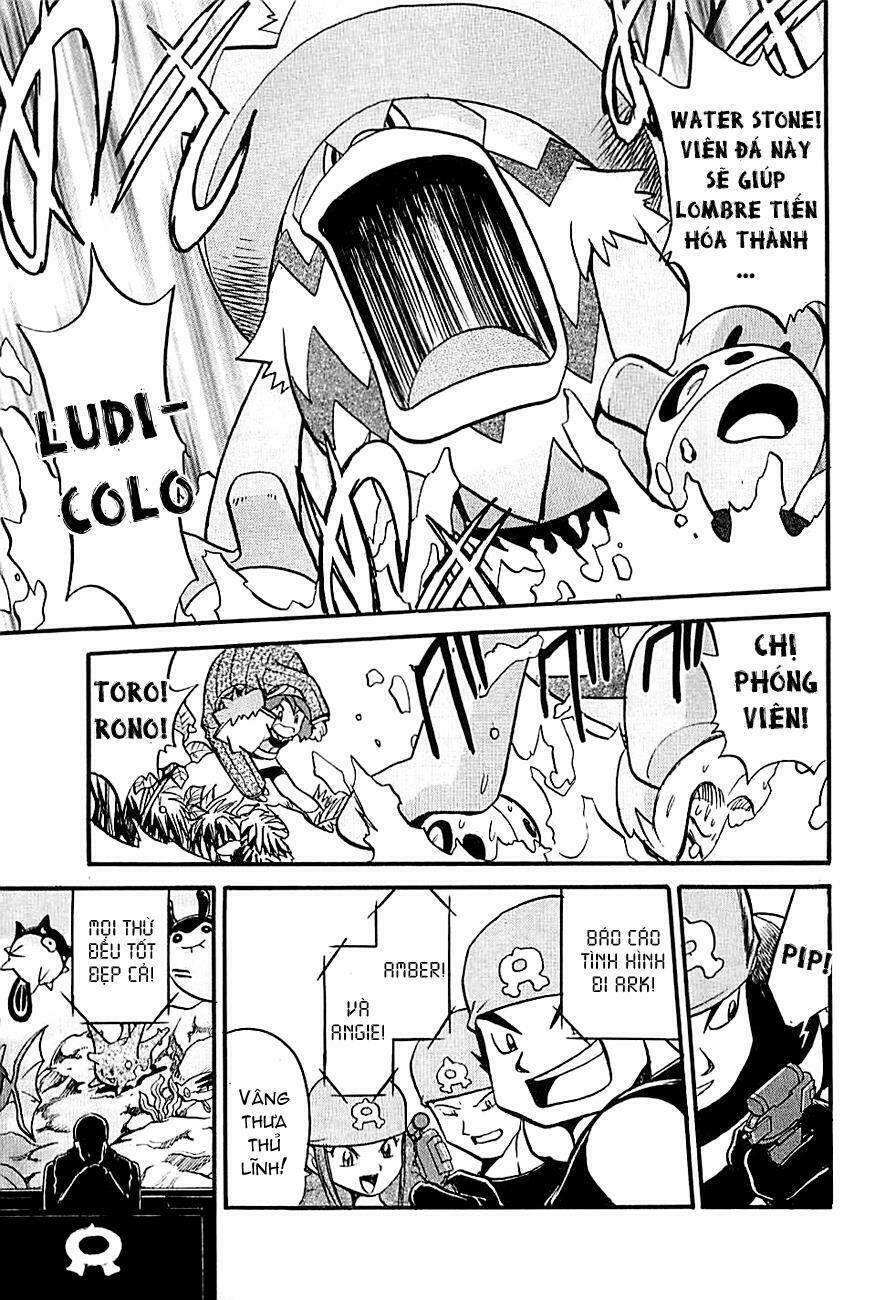 WATER STONE!
VIÊN ĐÁ NÀY
SẼ GIÚP
LOMBRE TIẾN
HÓA THÀNH
...
LUDI-
COLO
CHỊ
PHÓNG
VIÊN!
TORO!
RONO!
PIP!
BÁO CÁO
TÌNH HÌNH
ĐI ARK!
AMBER!
VÀ
ANGIE!
VÂNG
THƯA
THỦ
LĨNH!
MỌI THỨ
ĐỀU TỐT
ĐẸP CẢ!